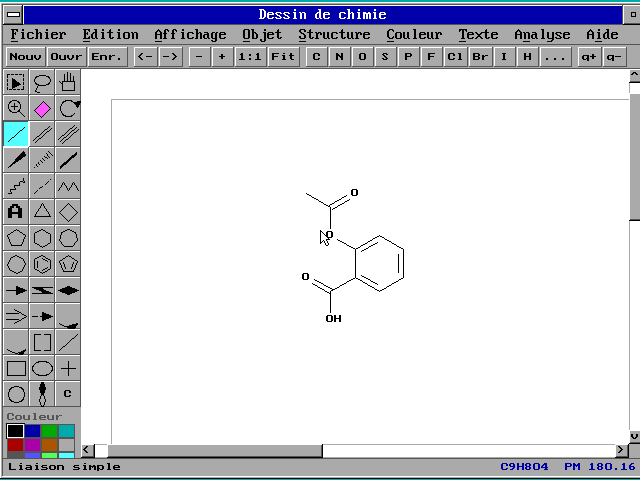 Dessin de chimie
Fichier Edition Affichage Objet Structure Couleur Texte Analyse Aide
Nouv Ouvr Enr. <- -> - + 1:1 Fit C N O S P F Cl Br I H ... q+ q-
A
C
O
O
O
OH
Couleur
Liaison simple C9H8O4 PM 180.16